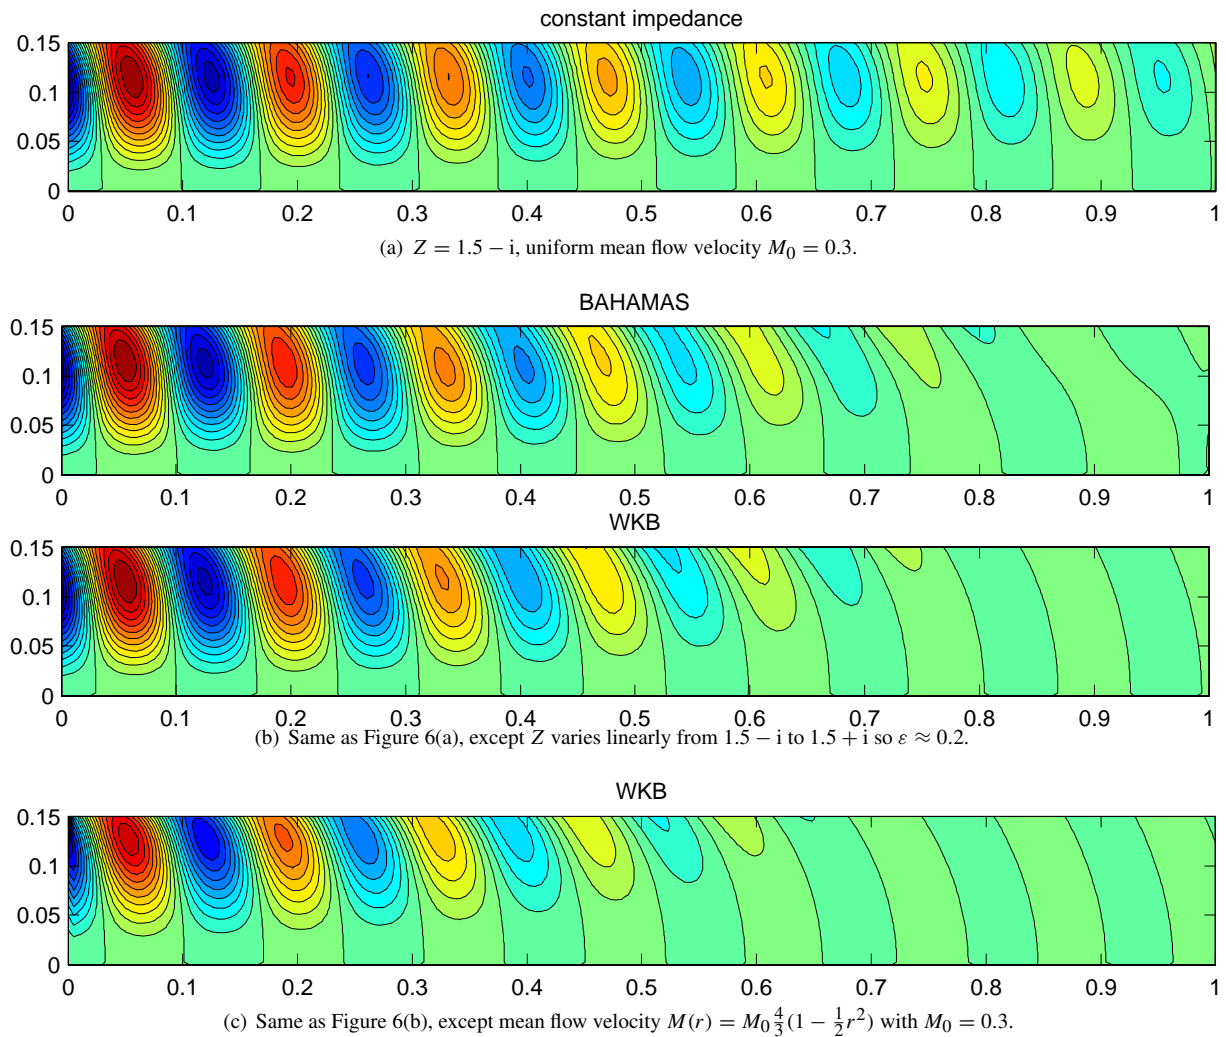 constant impedance
0.15
0.1
0.05
0
0 0.1 0.2 0.3 0.4 0.5 0.6 0.7 0.8 0.9 1
(a) Z = 1.5 − i, uniform mean flow velocity M₀ = 0.3.
BAHAMAS
0.15
0.1
0.05
0
0 0.1 0.2 0.3 0.4 0.5 0.6 0.7 0.8 0.9 1
WKB
0.15
0.1
0.05
0
0 0.1 0.2 0.3 0.4 0.5 0.6 0.7 0.8 0.9 1
(b) Same as Figure 6(a), except Z varies linearly from 1.5 − i to 1.5 + i so ε ≈ 0.2.
WKB
0.15
0.1
0.05
0
0 0.1 0.2 0.3 0.4 0.5 0.6 0.7 0.8 0.9 1
(c) Same as Figure 6(b), except mean flow velocity M(r) = M₀ 4/3 (1 − 1/2 r²) with M₀ = 0.3.